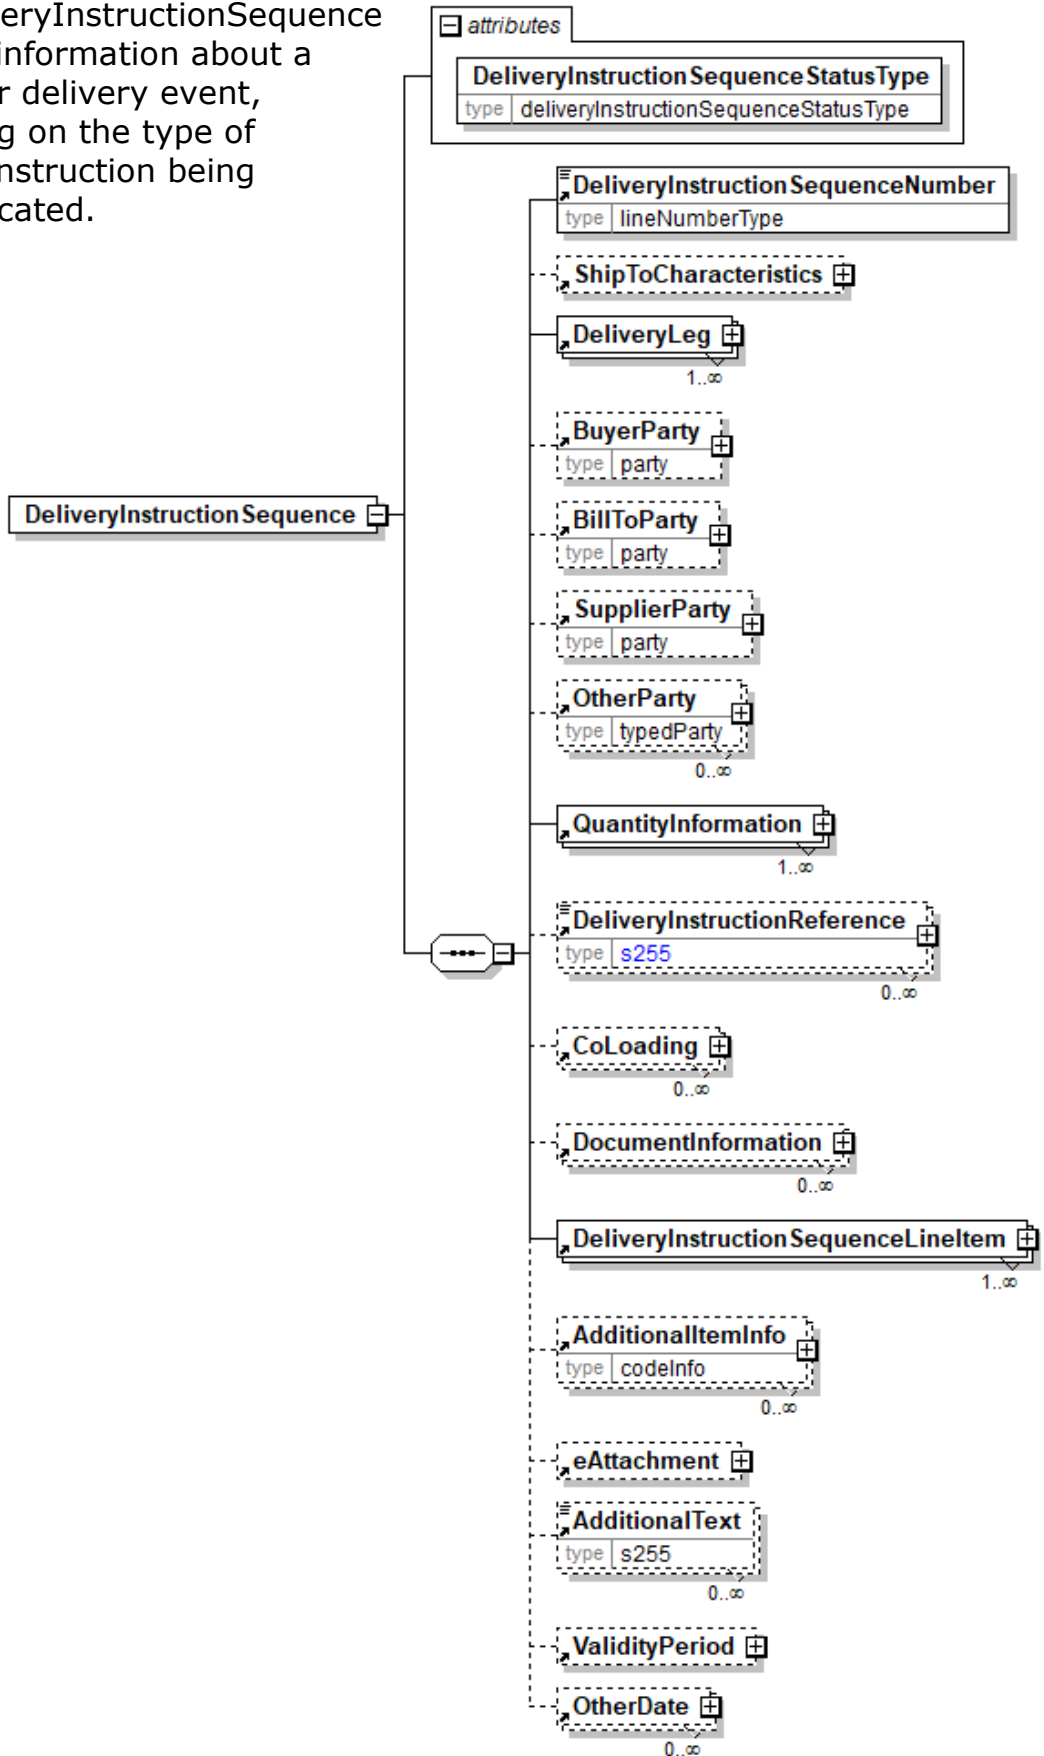 eryInstructionSequence
information about a
r delivery event,
g on the type of
nstruction being
cated.
attributes
DeliveryInstructionSequenceStatusType
type deliveryInstructionSequenceStatusType
DeliveryInstructionSequenceNumber
type lineNumberType
ShipToCharacteristics
DeliveryLeg
1..∞
BuyerParty
type party
DeliveryInstructionSequence
BillToParty
type party
SupplierParty
type party
OtherParty
type typedParty
0..∞
QuantityInformation
1..∞
DeliveryInstructionReference
type s255
0..∞
CoLoading
0..∞
DocumentInformation
0..∞
DeliveryInstructionSequenceLineItem
1..∞
AdditionalItemInfo
type codeInfo
0..∞
eAttachment
AdditionalText
type s255
0..∞
ValidityPeriod
OtherDate
0..∞